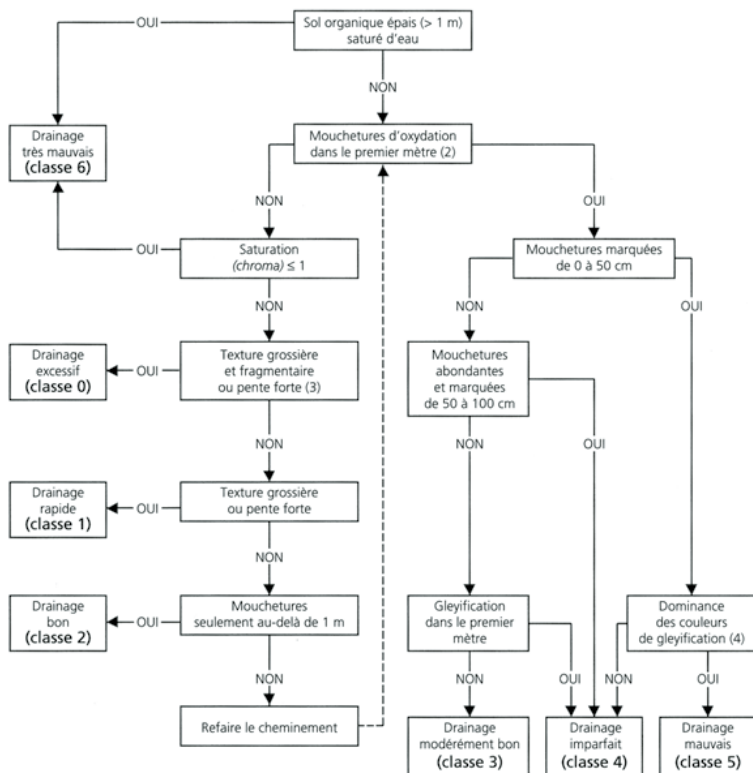 Sol organique épais (> 1 m)
saturé d'eau
OUI
NON
Mouchetures d'oxydation
dans le premier mètre (2)
Drainage
très mauvais
(classe 6)
NON
OUI
OUI
Saturation
(chroma) ≤ 1
Mouchetures marquées
de 0 à 50 cm
NON
NON
OUI
Drainage
excessif
(classe 0)
OUI
Texture grossière
et fragmentaire
ou pente forte (3)
Mouchetures
abondantes
et marquées
de 50 à 100 cm
NON
NON
OUI
Drainage
rapide
(classe 1)
OUI
Texture grossière
ou pente forte
NON
Drainage
bon
(classe 2)
OUI
Mouchetures
seulement au-delà de 1 m
Gleyification
dans le premier
mètre
Dominance
des couleurs
de gleyification (4)
NON
NON
OUI
NON
OUI
Refaire le cheminement
Drainage
modérément bon
(classe 3)
Drainage
imparfait
(classe 4)
Drainage
mauvais
(classe 5)